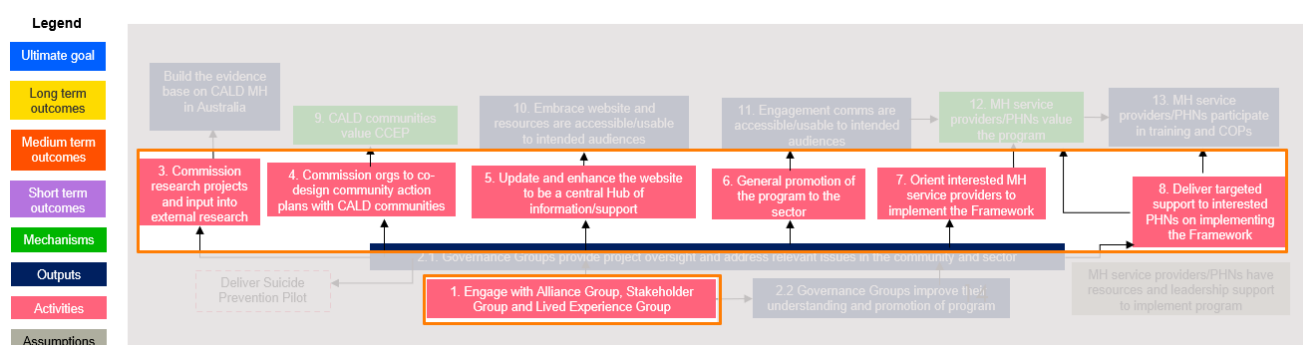 Legend
Ultimate goal
Long term
outcomes
Medium term
outcomes
Short term
outcomes
Mechanisms
Outputs
Activities
Assumptions
Build the evidence
base on CALD MH
in Australia
9. CALD communities
value CCEP
10. Embrace website and
resources are accessible/usable
to intended audiences
11. Engagement comms are
accessible/usable to intended
audiences
12. MH service
providers/PHNs value
the program
13. MH service
providers/PHNs participate
in training and COPs
3. Commission
research projects
and input into
external research
4. Commission orgs to co-
design community action
plans with CALD communities
5. Update and enhance the website
to be a central Hub of
information/support
6. General promotion of
the program to the
sector
7. Orient interested MH
service providers to
implement the Framework
8. Deliver targeted
support to interested
PHNs on implementing
the Framework
2.1. Governance Groups provide project oversight and address relevant issues in the community and sector
Deliver Suicide
Prevention Pilot
1. Engage with Alliance Group, Stakeholder
Group and Lived Experience Group
2.2 Governance Groups improve their
understanding and promotion of program
MH service providers/PHNs have
resources and leadership support
to implement program